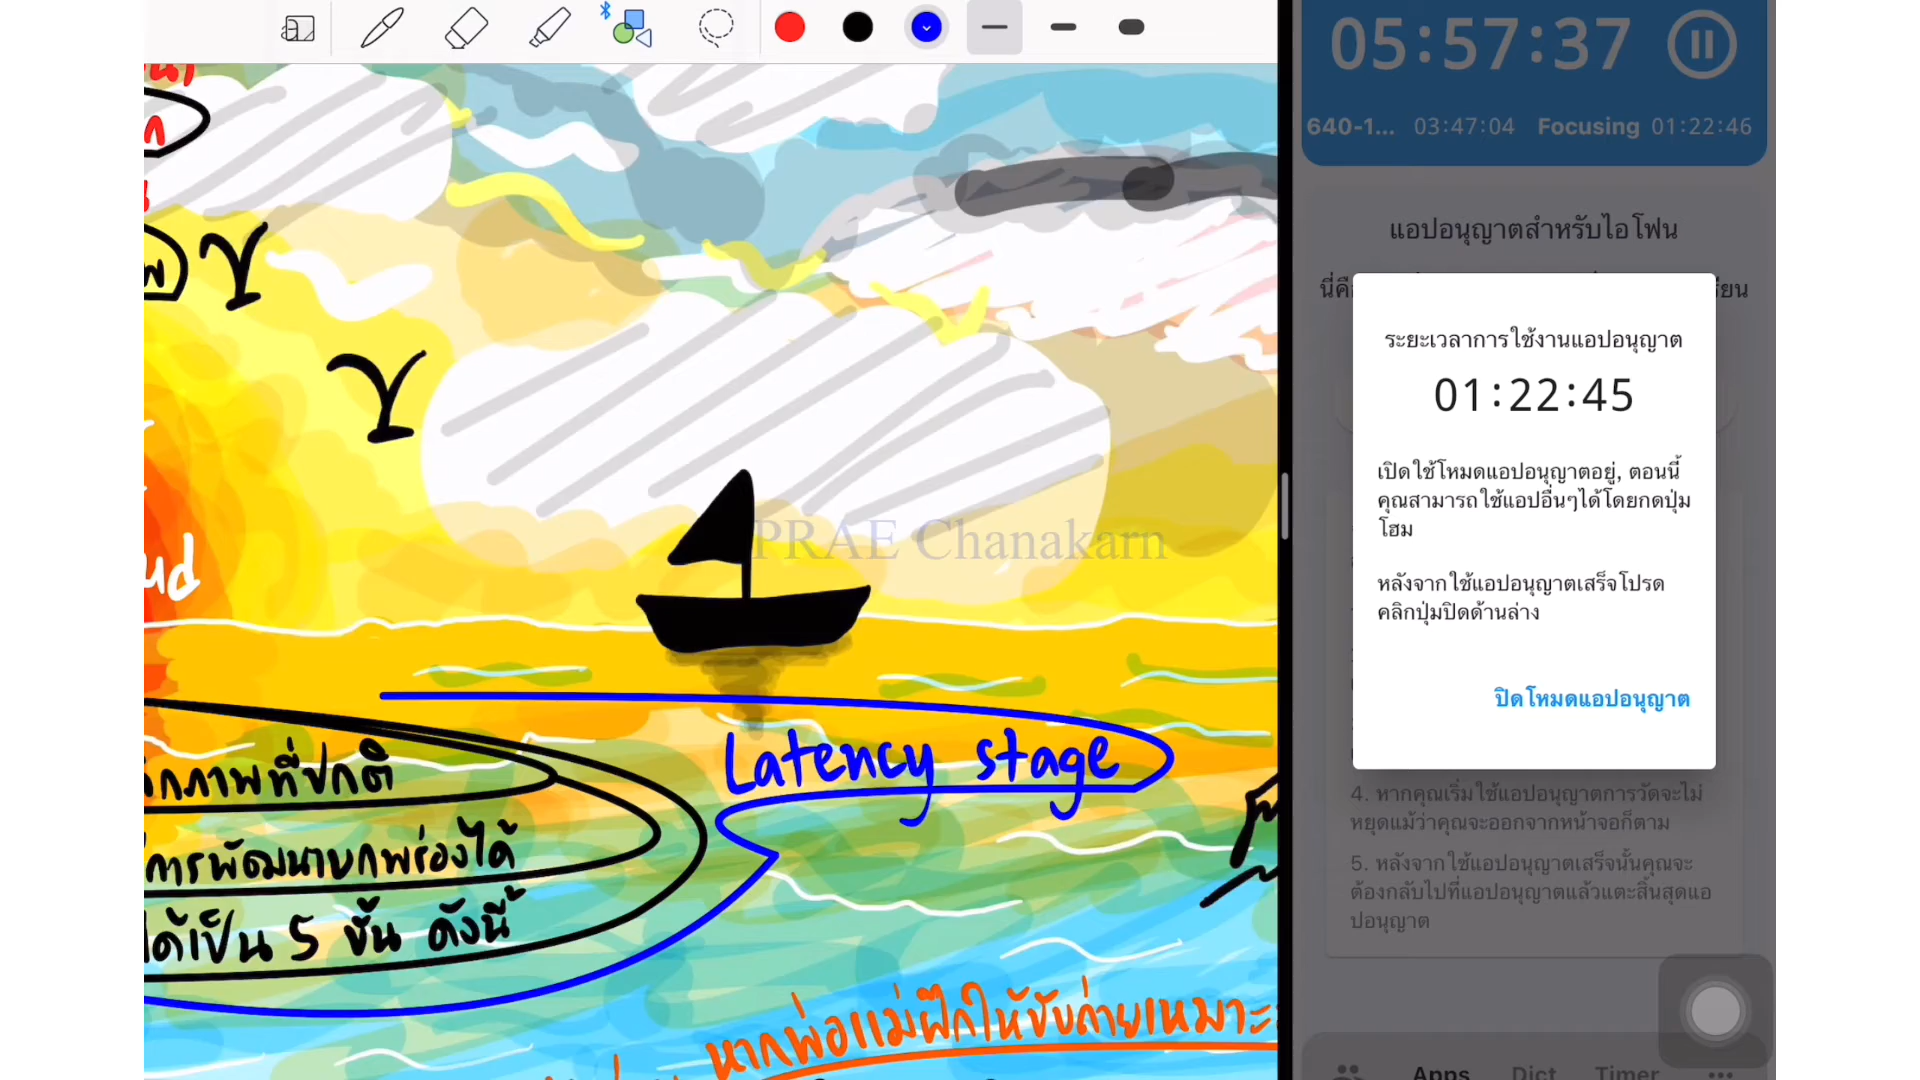 ก
พ
ud
Latency stage
กภาพที่ปกติ
การพัฒนาบกพร่องได้
ได้เป็น 5 ขั้น ดังนี้
หากพ่อแม่ฝึกให้ขับถ่ายเหมาะ
PRAE Chanakarn
05:57:37
640-1... 03:47:04 Focusing 01:22:46
แอปอนุญาตสำหรับไอโฟน
นี่คื
รียน
ระยะเวลาการใช้งานแอปอนุญาต
01:22:45
เปิดใช้โหมดแอปอนุญาตอยู่, ตอนนี้
คุณสามารถใช้แอปอื่นๆได้โดยกดปุ่ม
โฮม
หลังจากใช้แอปอนุญาตเสร็จโปรด
คลิกปุ่มปิดด้านล่าง
ปิดโหมดแอปอนุญาต
4. หากคุณเริ่มใช้แอปอนุญาตการวัดจะไม่
หยุดแม้ว่าคุณจะออกจากหน้าจอก็ตาม
5. หลังจากใช้แอปอนุญาตเสร็จนั้นคุณจะ
ต้องกลับไปที่แอปอนุญาตแล้วแตะสิ้นสุดแอ
ปอนุญาต
Apps Dict Timer